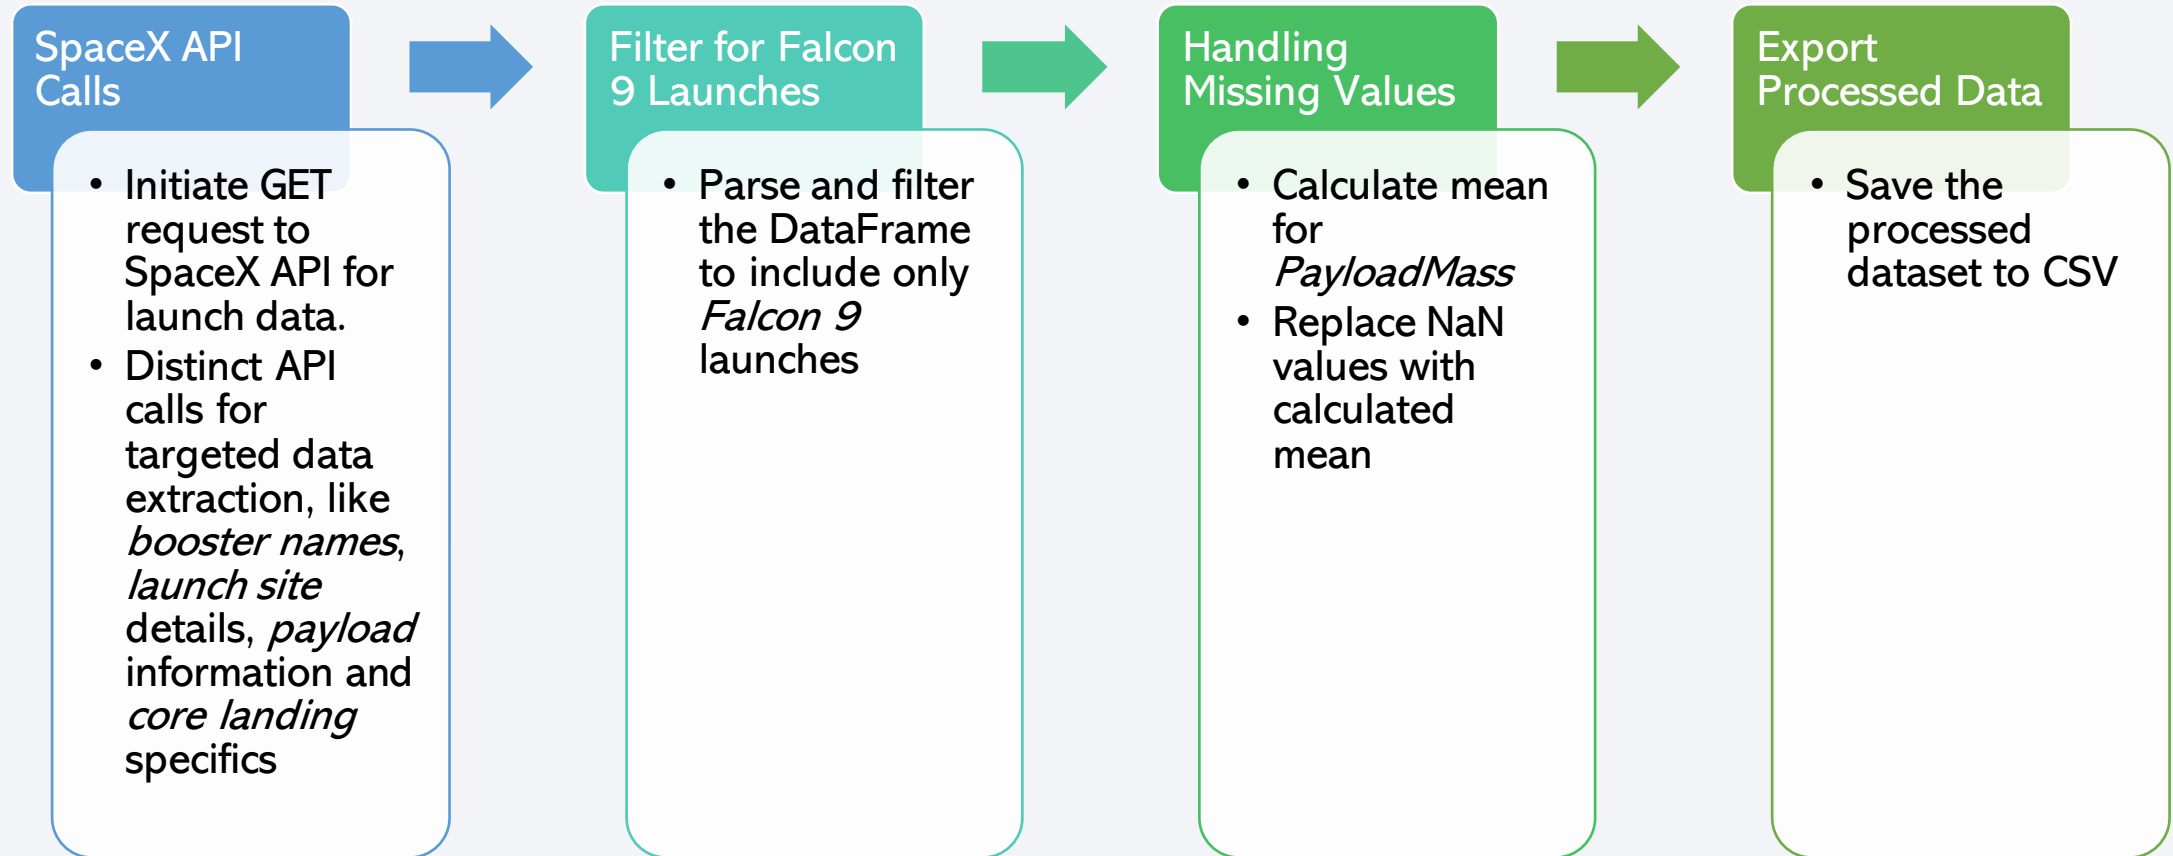 SpaceX API
Calls
• Initiate GET
request to
SpaceX API for
launch data.
• Distinct API
calls for
targeted data
extraction, like
booster names,
launch site
details, payload
information and
core landing
specifics
Filter for Falcon
9 Launches
• Parse and filter
the DataFrame
to include only
Falcon 9
launches
Handling
Missing Values
• Calculate mean
for
PayloadMass
• Replace NaN
values with
calculated
mean
Export
Processed Data
• Save the
processed
dataset to CSV